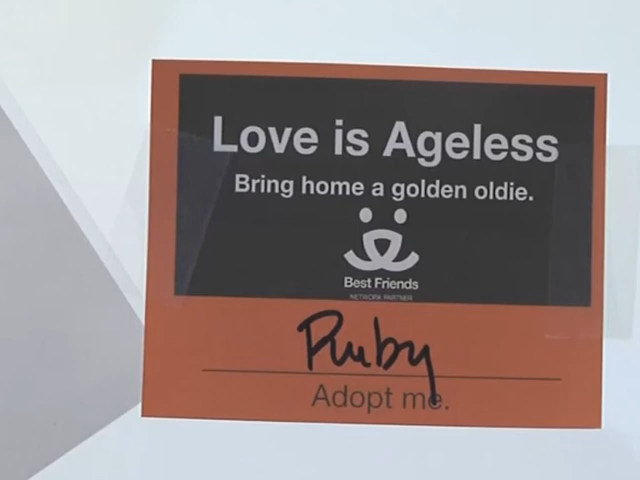 Love is Ageless
Bring home a golden oldie.
Best Friends
NETWORK PARTNER
Ruby
Adopt me.